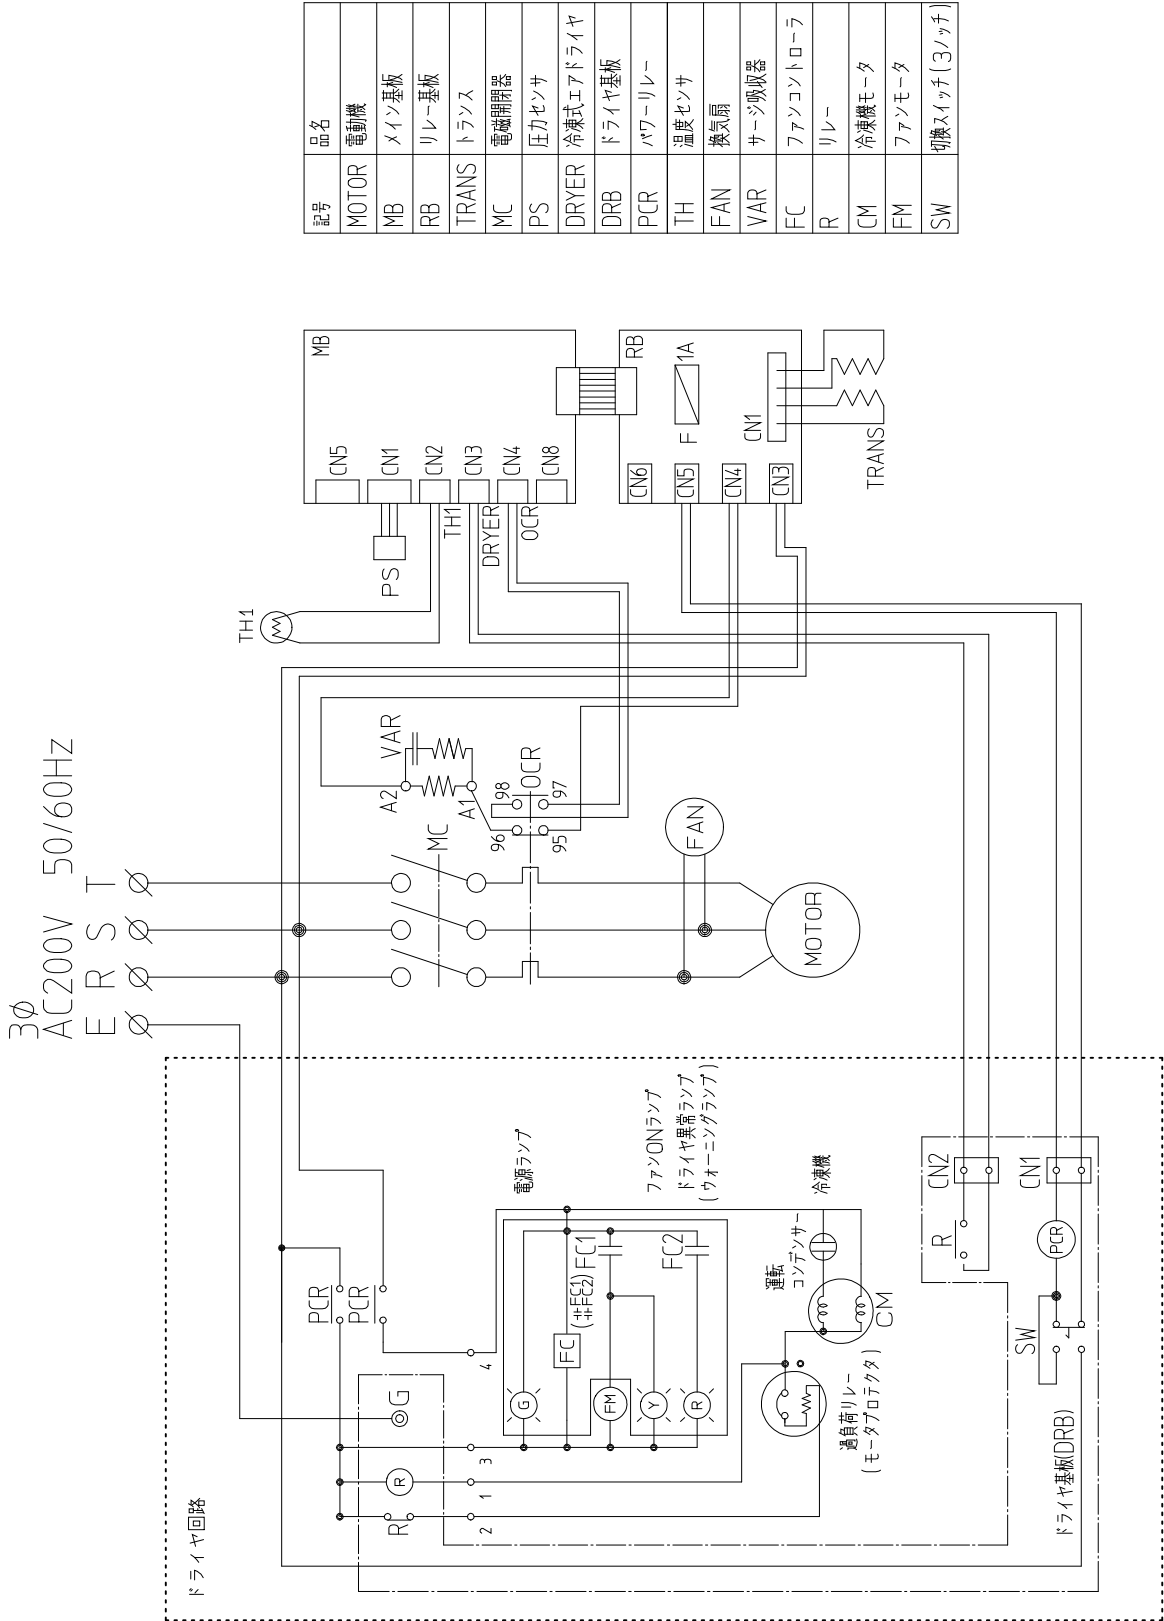 3φ
AC200V 50/60Hz
E R S T
ドライヤ回路
PCR
PCR
G
R
R
2
1
3
4
電源ランプ
ファンONランプ
ドライヤ異常ランプ
(ウォーニングランプ)
G
FC
(ⅡFC1)
(ⅡFC2)
FC1
FC2
FM
Y
R
運転
コンデンサー
冷凍機
CM
過負荷リレー
(モータプロテクタ)
R
CN2
CN1
PCR
SW
ドライヤ基板(DRB)
MC
A2
VAR
A1
96
98
OCR
95
97
FAN
MOTOR
TH1
PS
TH1
DRYER
OCR
MB
CN5
CN1
CN2
CN3
CN4
CN8
RB
F
1A
CN1
CN6
CN5
CN4
CN3
TRANS
記号 品名
MOTOR 電動機
MB メイン基板
RB リレー基板
TRANS トランス
MC 電磁開閉器
PS 圧力センサ
DRYER 冷凍式エアドライヤ
DRB ドライヤ基板
PCR パワーリレー
TH 温度センサ
FAN 換気扇
VAR サージ吸収器
FC ファンコントローラ
R リレー
CM 冷凍機モータ
FM ファンモータ
SW 切換スイッチ(3ノッチ)